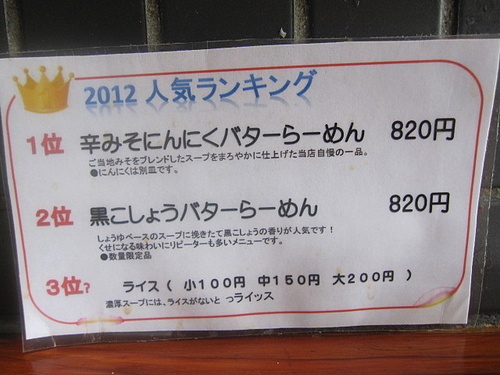 2012 人気ランキング
1位 辛みそにんにくバターらーめん 820円
ご当地みそをブレンドしたスープをまろやかに仕上げた当店自慢の一品。
●にんにくは別皿です。
2位 黒こしょうバターらーめん 820円
しょうゆベースのスープに挽きたて黒こしょうの香りが人気です!
くせになる味わいにリピーターも多いメニューです。
●数量限定品
3位? ライス ( 小100円 中150円 大200円 )
濃厚スープには、ライスがないと っライッス